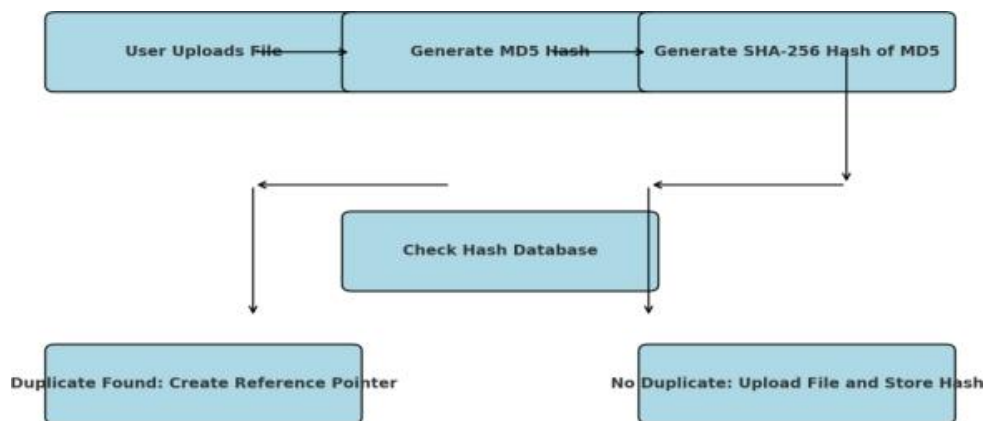 User Uploads File
Generate MD5 Hash
Generate SHA-256 Hash of MD5
Check Hash Database
Duplicate Found: Create Reference Pointer
No Duplicate: Upload File and Store Hash